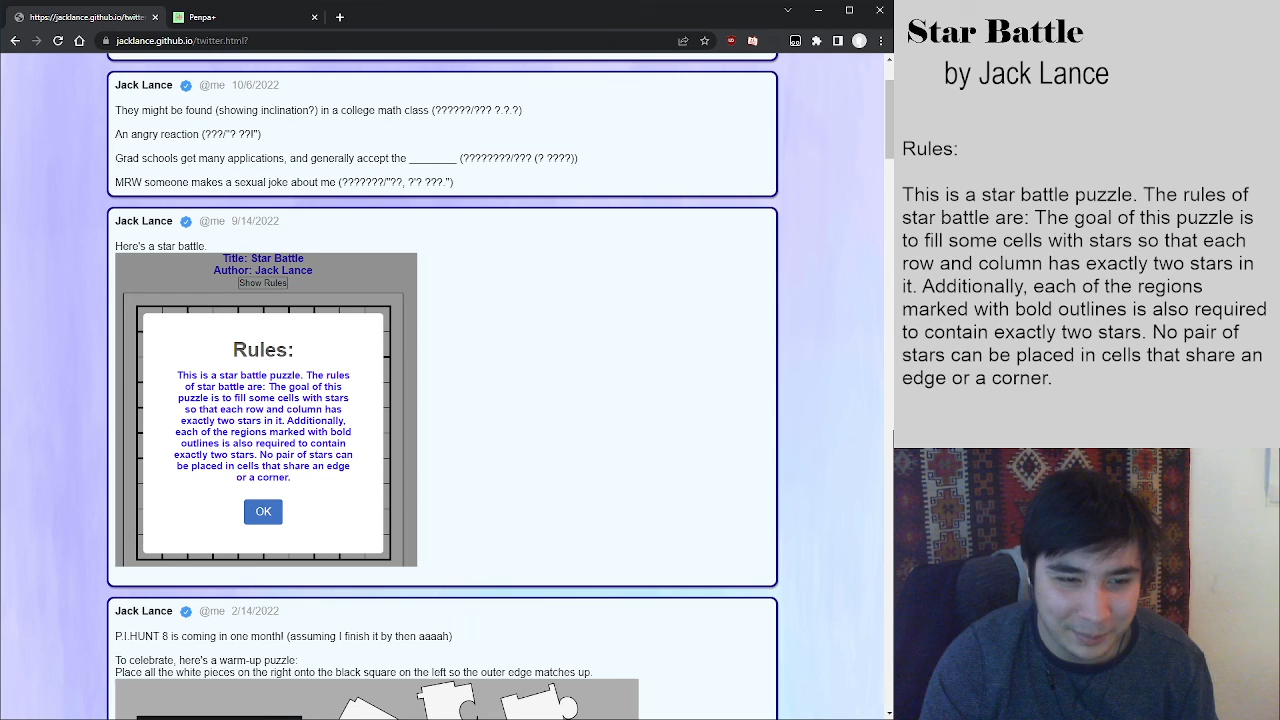 https://jacklance.github.io/twitter
Penpa+
jacklance.github.io/twitter.html?
Jack Lance @me 10/6/2022
They might be found (showing inclination?) in a college math class (??????/??? ?.?.?)
An angry reaction (???/"? ??!")
Grad schools get many applications, and generally accept the ________ (????????/??? (? ????))
MRW someone makes a sexual joke about me (???????/"??, ?'? ???.")
Jack Lance @me 9/14/2022
Here's a star battle.
Title: Star Battle
Author: Jack Lance
Show Rules
Rules:
This is a star battle puzzle. The rules
of star battle are: The goal of this
puzzle is to fill some cells with stars
so that each row and column has
exactly two stars in it. Additionally,
each of the regions marked with bold
outlines is also required to contain
exactly two stars. No pair of stars can
be placed in cells that share an edge
or a corner.
OK
Jack Lance @me 2/14/2022
P.I.HUNT 8 is coming in one month! (assuming I finish it by then aaaah)
To celebrate, here's a warm-up puzzle:
Place all the white pieces on the right onto the black square on the left so the outer edge matches up.
Star Battle
by Jack Lance
Rules:
This is a star battle puzzle. The rules of
star battle are: The goal of this puzzle is
to fill some cells with stars so that each
row and column has exactly two stars in
it. Additionally, each of the regions
marked with bold outlines is also required
to contain exactly two stars. No pair of
stars can be placed in cells that share an
edge or a corner.